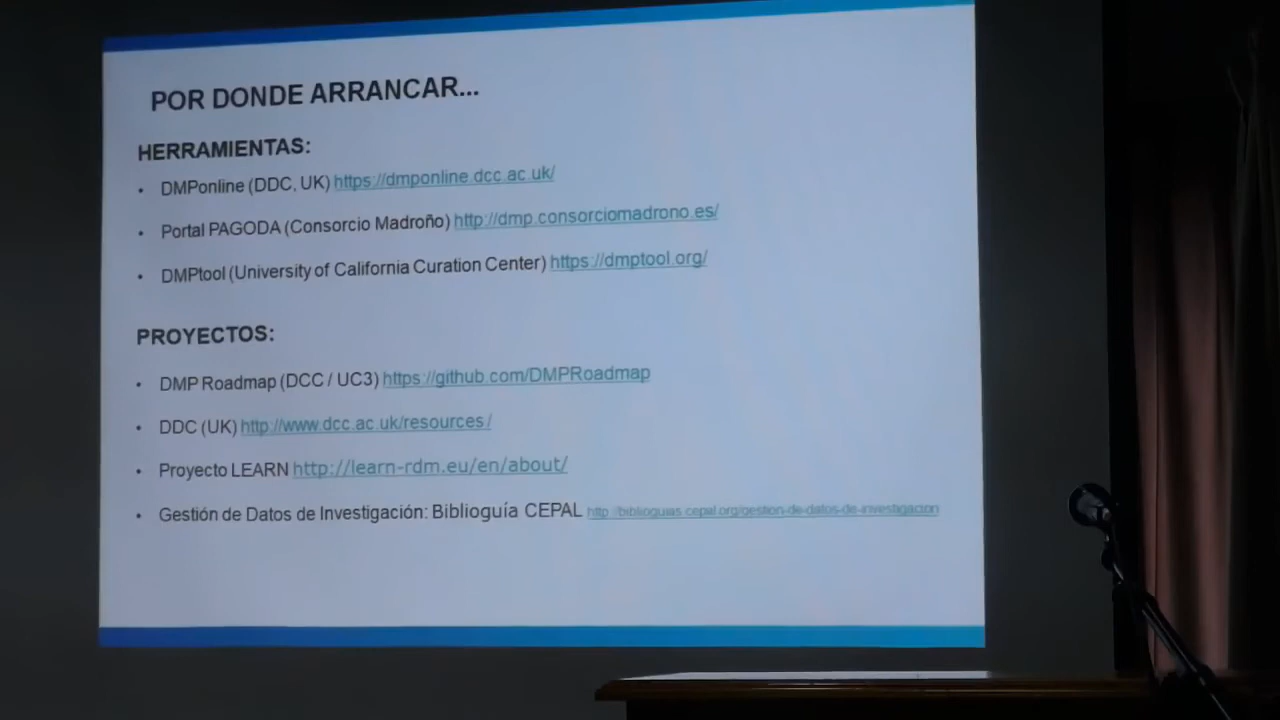 POR DONDE ARRANCAR...
HERRAMIENTAS:
• DMPonline (DDC, UK) https://dmponline.dcc.ac.uk/
• Portal PAGODA (Consorcio Madroño) http://dmp.consorciomadrono.es/
• DMPtool (University of California Curation Center) https://dmptool.org/
PROYECTOS:
• DMP Roadmap (DCC / UC3) https://github.com/DMPRoadmap
• DDC (UK) http://www.dcc.ac.uk/resources/
• Proyecto LEARN http://learn-rdm.eu/en/about/
• Gestión de Datos de Investigación: Biblioguía CEPAL http://biblioguias.cepal.org/gestion-de-datos-de-investigacion